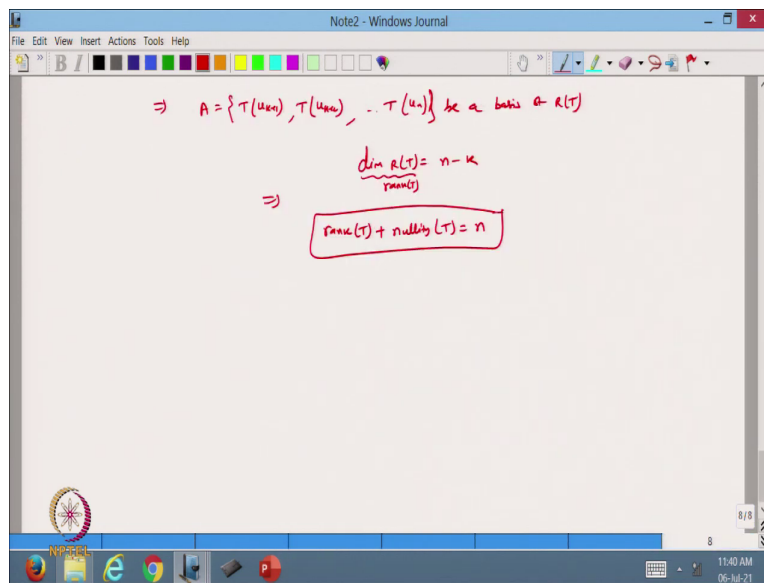 Note2 - Windows Journal
File Edit View Insert Actions Tools Help
B I
⇒ A = {T(u_{k+1}), T(u_{k+2}), .. T(u_n)} be a basis of R(T)
dim R(T) = n - k
rank(T)
⇒
rank(T) + nullity(T) = n
NPTEL
8/8
8
11:40 AM
06-Jul-21